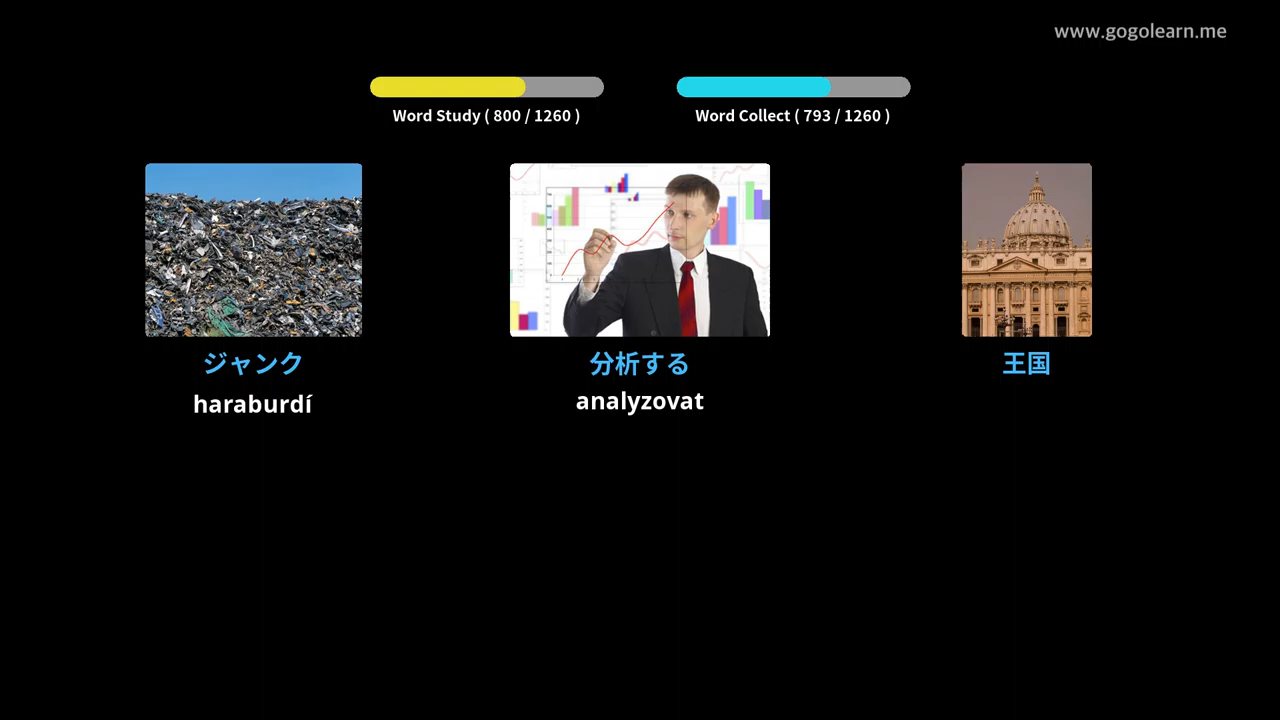 www.gogolearn.me
Word Study ( 800 / 1260 )
Word Collect ( 793 / 1260 )
ジャンク
haraburdí
分析する
analyzovat
王国